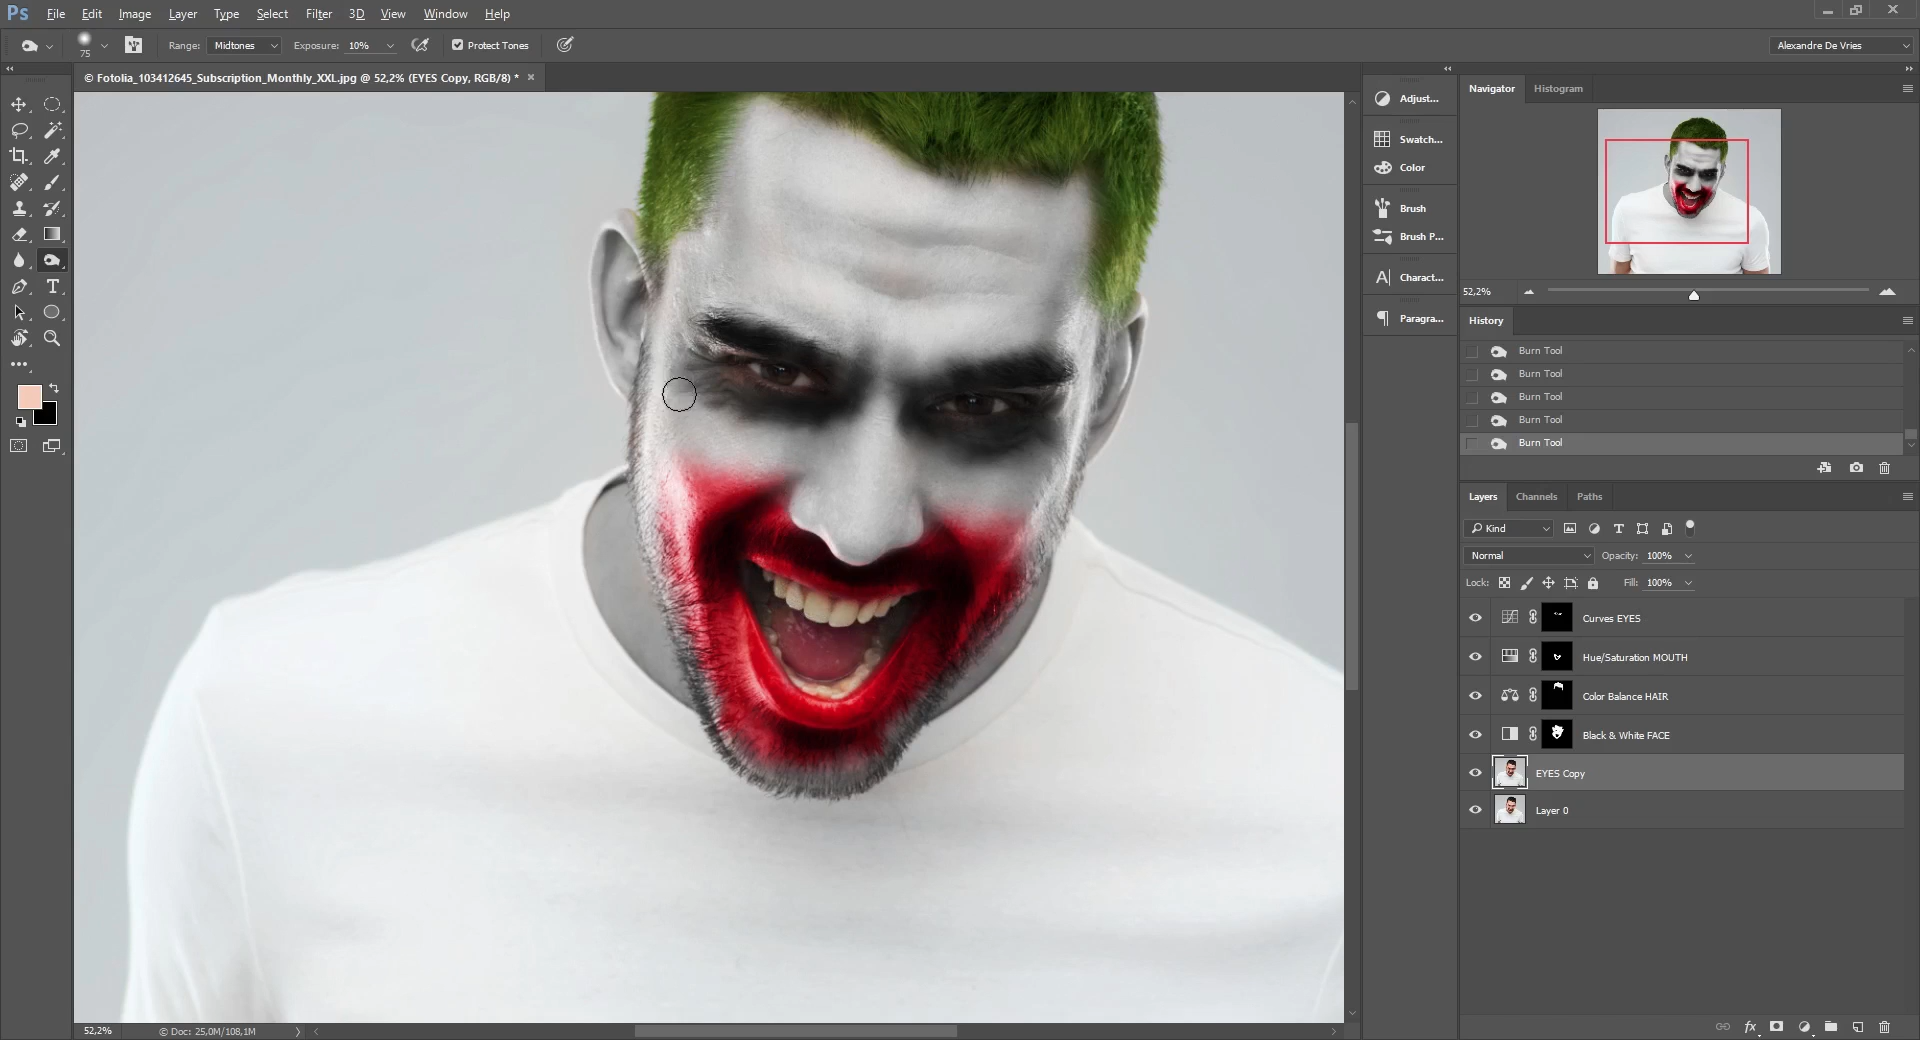 Ps File Edit Image Layer Type Select Filter 3D View Window Help
75 Range: Midtones Exposure: 10% Protect Tones Alexandre De Vries
© Fotolia_103412645_Subscription_Monthly_XXL.jpg @ 52,2% (EYES Copy, RGB/8) *
Adjust...
Swatch...
Color
Brush
Brush P...
Charact...
Paragra...
Navigator Histogram
52,2%
History
Burn Tool
Burn Tool
Burn Tool
Burn Tool
Burn Tool
Layers Channels Paths
Kind
Normal Opacity: 100%
Lock: Fill: 100%
Curves EYES
Hue/Saturation MOUTH
Color Balance HAIR
Black & White FACE
EYES Copy
Layer 0
52,2% © Doc: 25,0M/108,1M